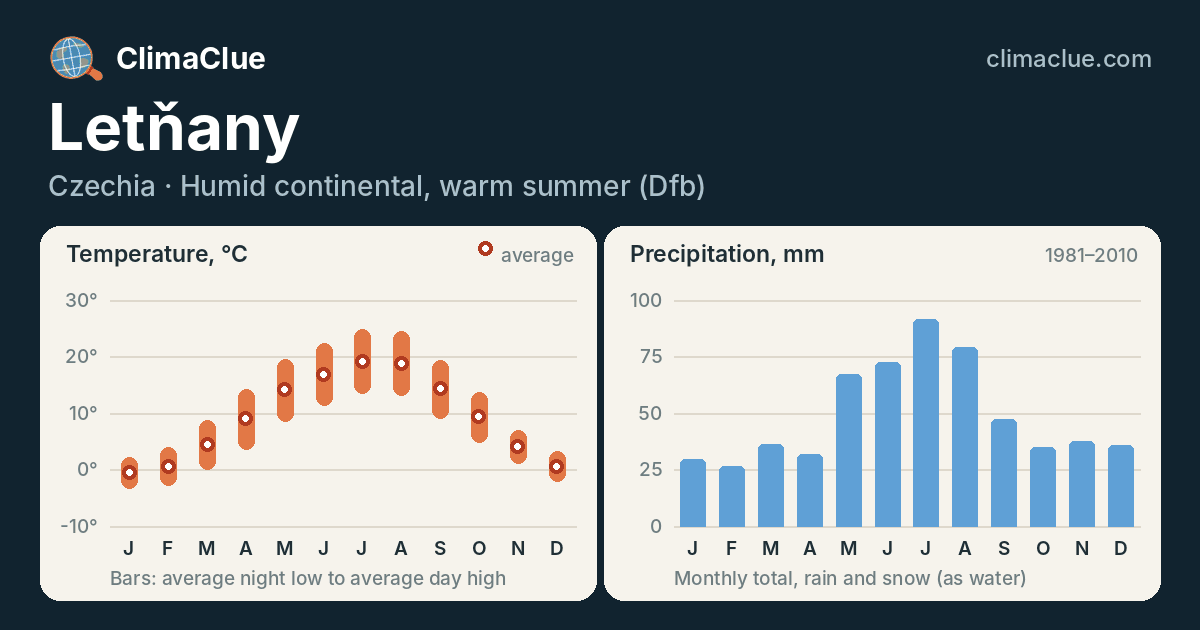 ClimaClue
climaclue.com
Letňany
Czechia · Humid continental, warm summer (Dfb)
Temperature, °C
average
30°
20°
10°
0°
-10°
J F M A M J J A S O N D
Bars: average night low to average day high
Precipitation, mm
1981–2010
100
75
50
25
0
J F M A M J J A S O N D
Monthly total, rain and snow (as water)